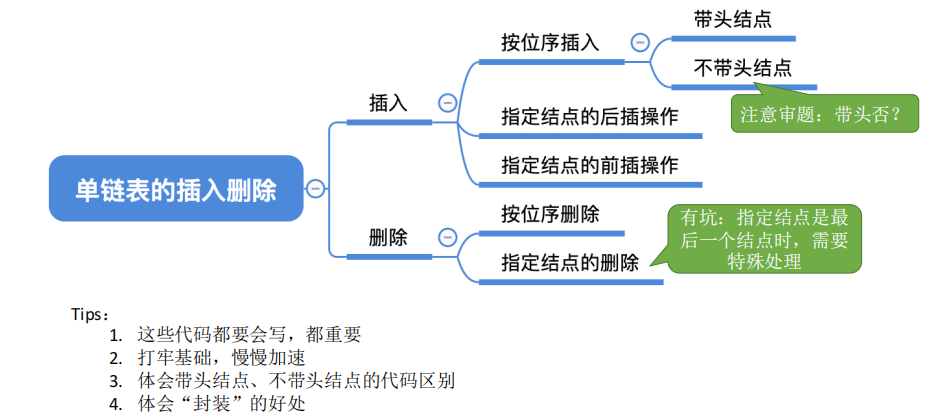 单链表的插入删除
插入
按位序插入
带头结点
不带头结点
注意审题：带头否？
指定结点的后插操作
指定结点的前插操作
删除
按位序删除
指定结点的删除
有坑：指定结点是最
后一个结点时，需要
特殊处理
Tips：
1. 这些代码都要会写，都重要
2. 打牢基础，慢慢加速
3. 体会带头结点、不带头结点的代码区别
4. 体会“封装”的好处